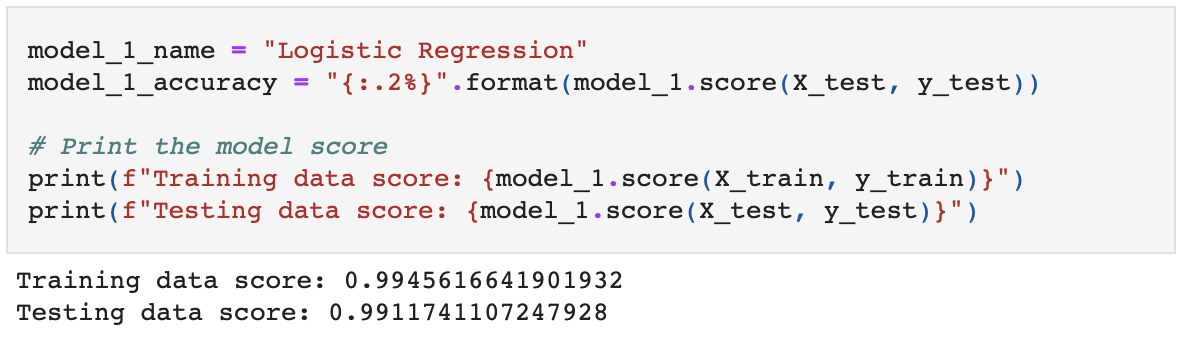 model_1_name = "Logistic Regression"
model_1_accuracy = "{:.2%}".format(model_1.score(X_test, y_test))
# Print the model score
print(f"Training data score: {model_1.score(X_train, y_train)}")
print(f"Testing data score: {model_1.score(X_test, y_test)}")
Training data score: 0.9945616641901932
Testing data score: 0.9911741107247928